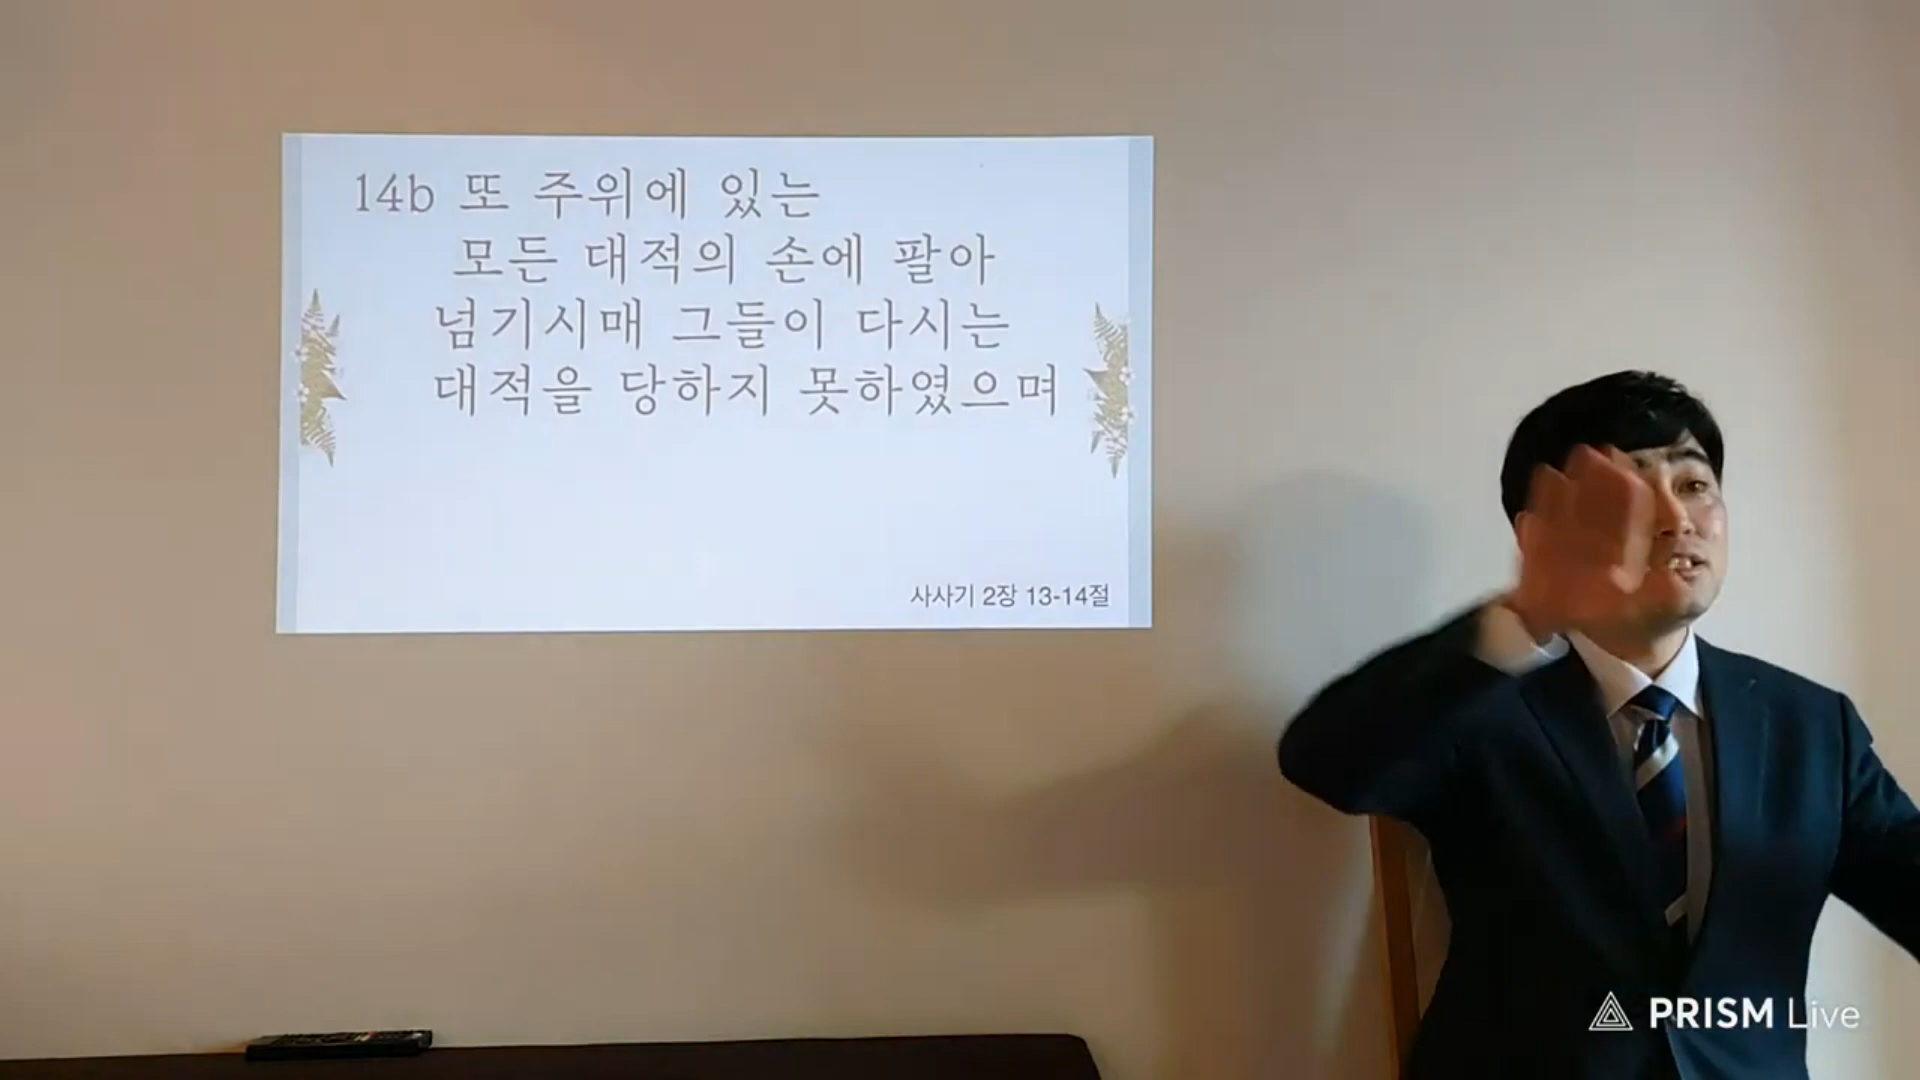 14b 또 주위에 있는
모든 대적의 손에 팔아
넘기시매 그들이 다시는
대적을 당하지 못하였으며
사사기 2장 13-14절
PRISM Live